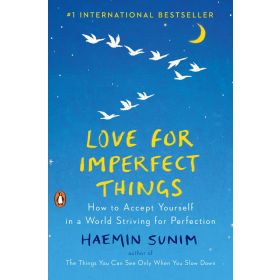 #1 INTERNATIONAL BESTSELLER
LOVE FOR
IMPERFECT
THINGS
How to Accept Yourself
in a World Striving for Perfection
HAEMIN SUNIM
author of
The Things You Can See Only When You Slow Down